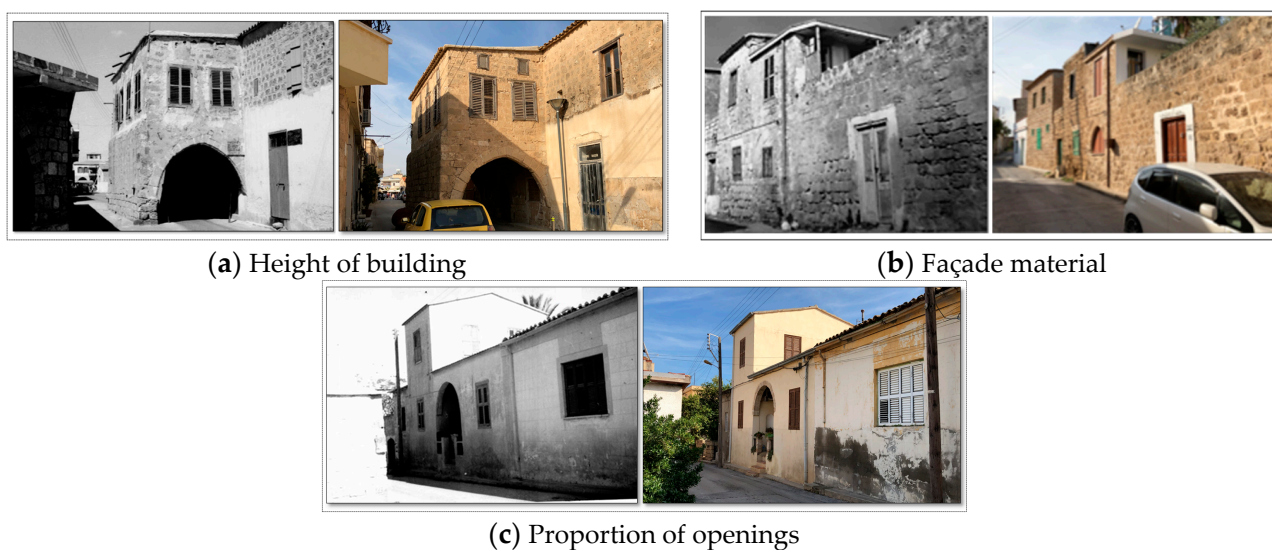 (a) Height of building
(b) Façade material
(c) Proportion of openings